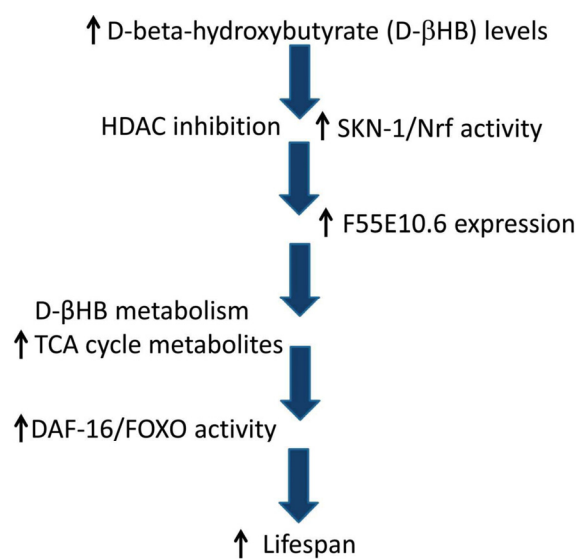 ↑ D-beta-hydroxybutyrate (D-βHB) levels
HDAC inhibition ↑ SKN-1/Nrf activity
↑ F55E10.6 expression
D-βHB metabolism
↑ TCA cycle metabolites
↑ DAF-16/FOXO activity
↑ Lifespan